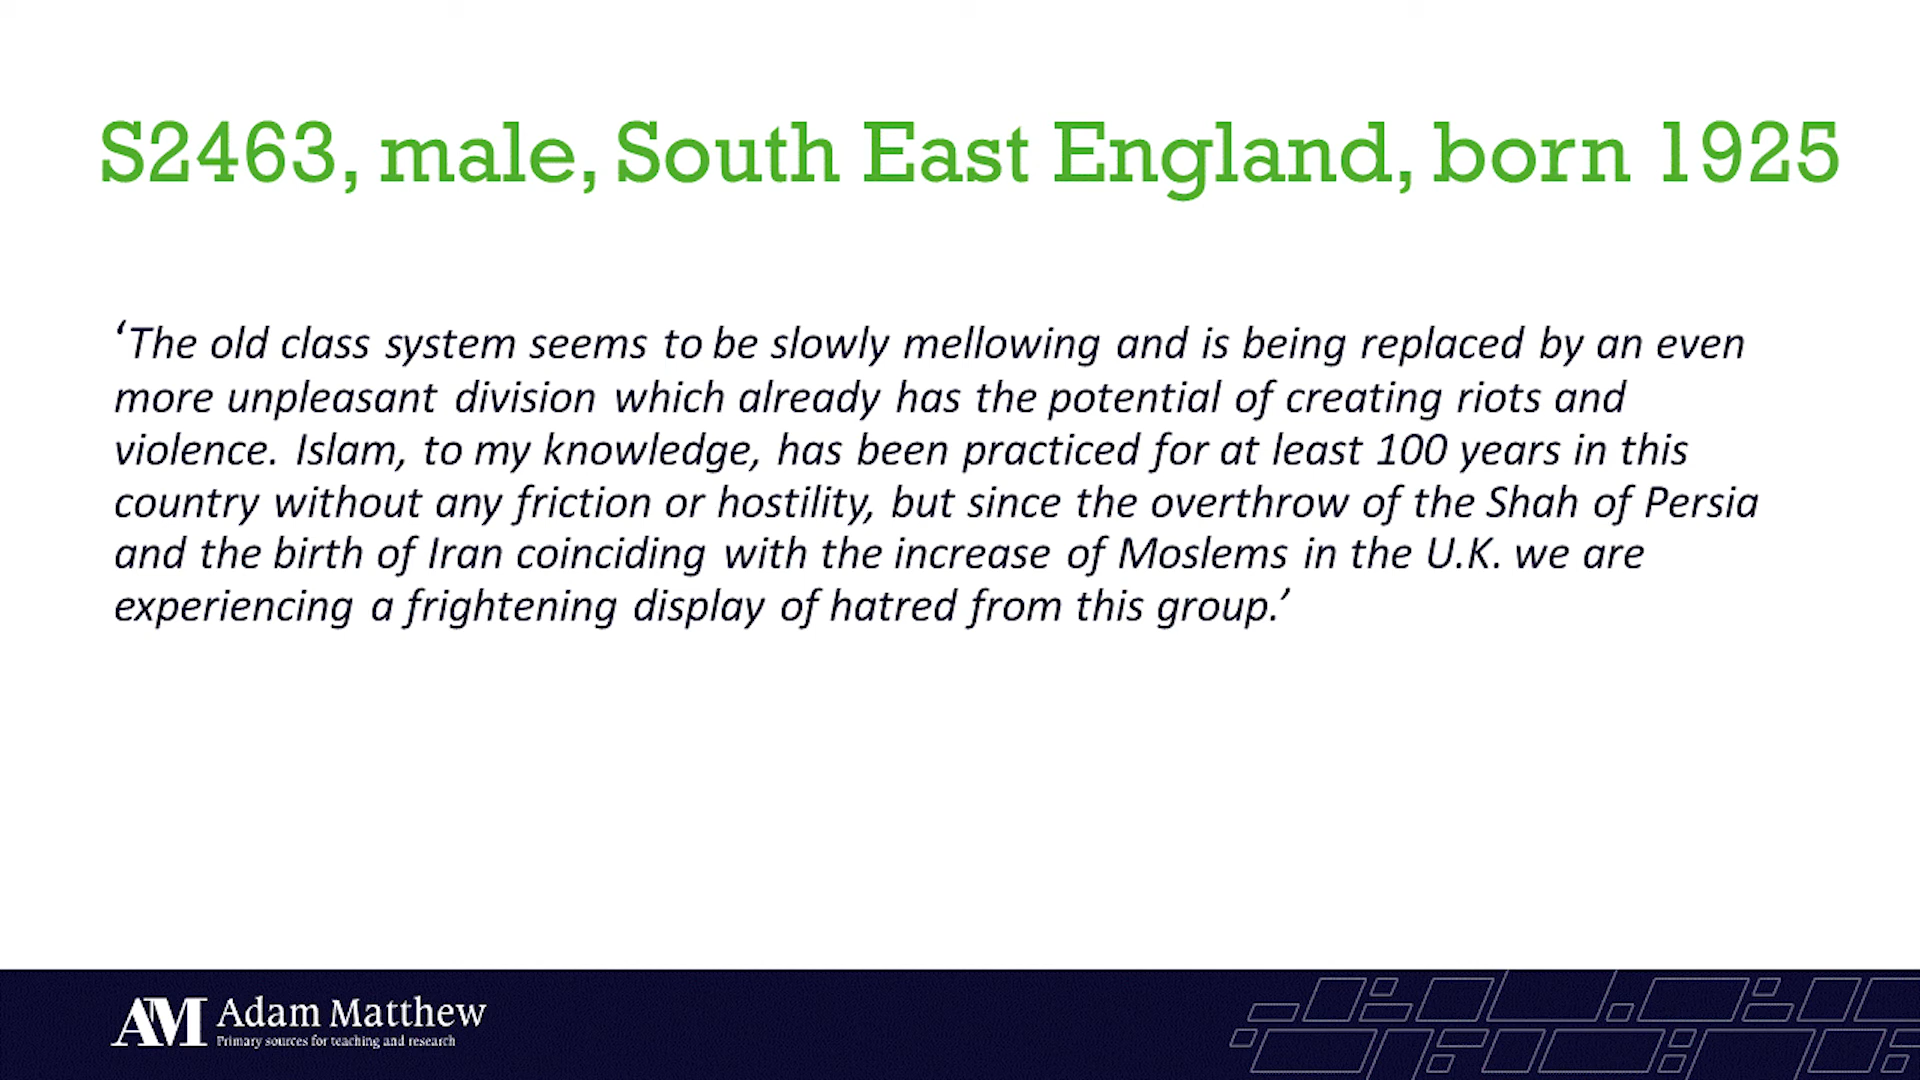 S2463, male, South East England, born 1925
‘The old class system seems to be slowly mellowing and is being replaced by an even
more unpleasant division which already has the potential of creating riots and
violence. Islam, to my knowledge, has been practiced for at least 100 years in this
country without any friction or hostility, but since the overthrow of the Shah of Persia
and the birth of Iran coinciding with the increase of Moslems in the U.K. we are
experiencing a frightening display of hatred from this group.’
AM Adam Matthew
Primary sources for teaching and research